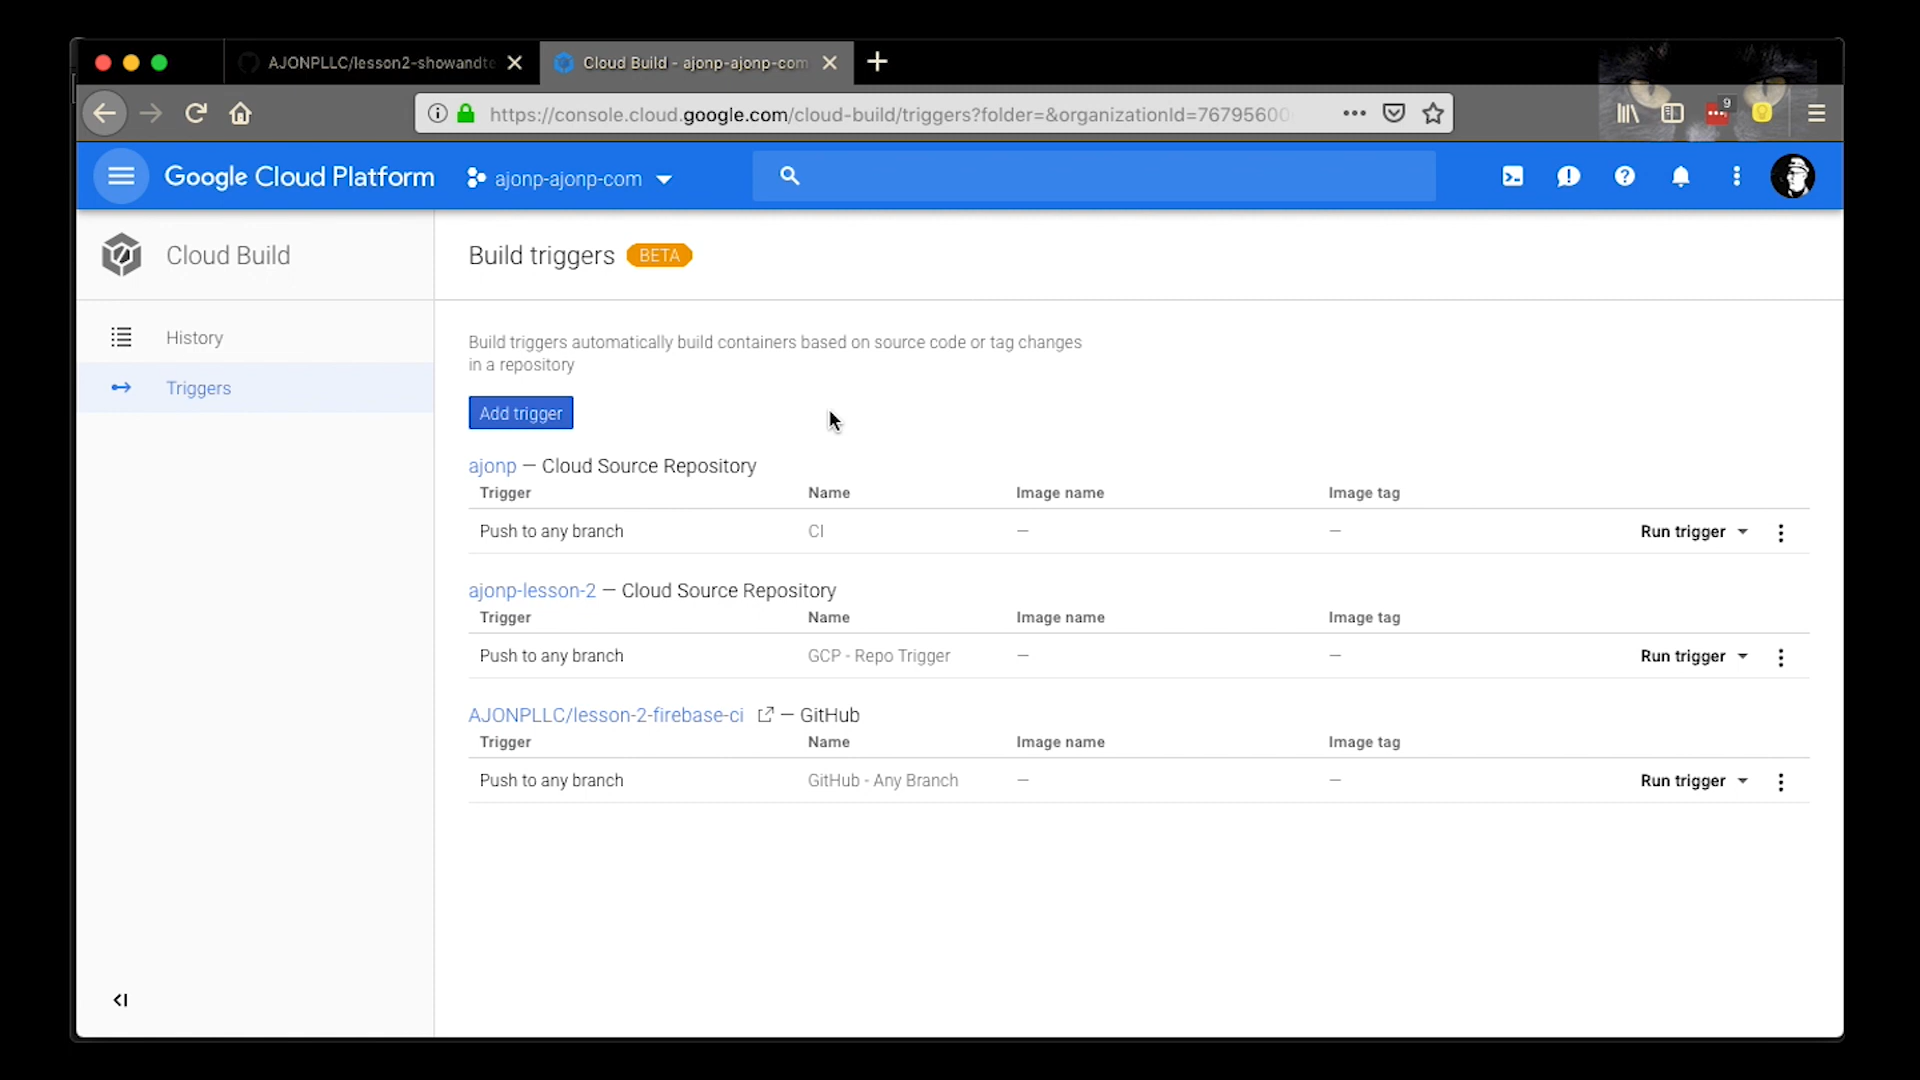 AJONPLLC/lesson2-showandte
Cloud Build - ajonp-ajonp-com
https://console.cloud.google.com/cloud-build/triggers?folder=&organizationId=76795600
9
Google Cloud Platform
ajonp-ajonp-com
Cloud Build
Build triggers BETA
History
Triggers
Build triggers automatically build containers based on source code or tag changes
in a repository
Add trigger
ajonp — Cloud Source Repository
Trigger Name Image name Image tag
Push to any branch CI — — Run trigger
ajonp-lesson-2 — Cloud Source Repository
Trigger Name Image name Image tag
Push to any branch GCP - Repo Trigger — — Run trigger
AJONPLLC/lesson-2-firebase-ci — GitHub
Trigger Name Image name Image tag
Push to any branch GitHub - Any Branch — — Run trigger